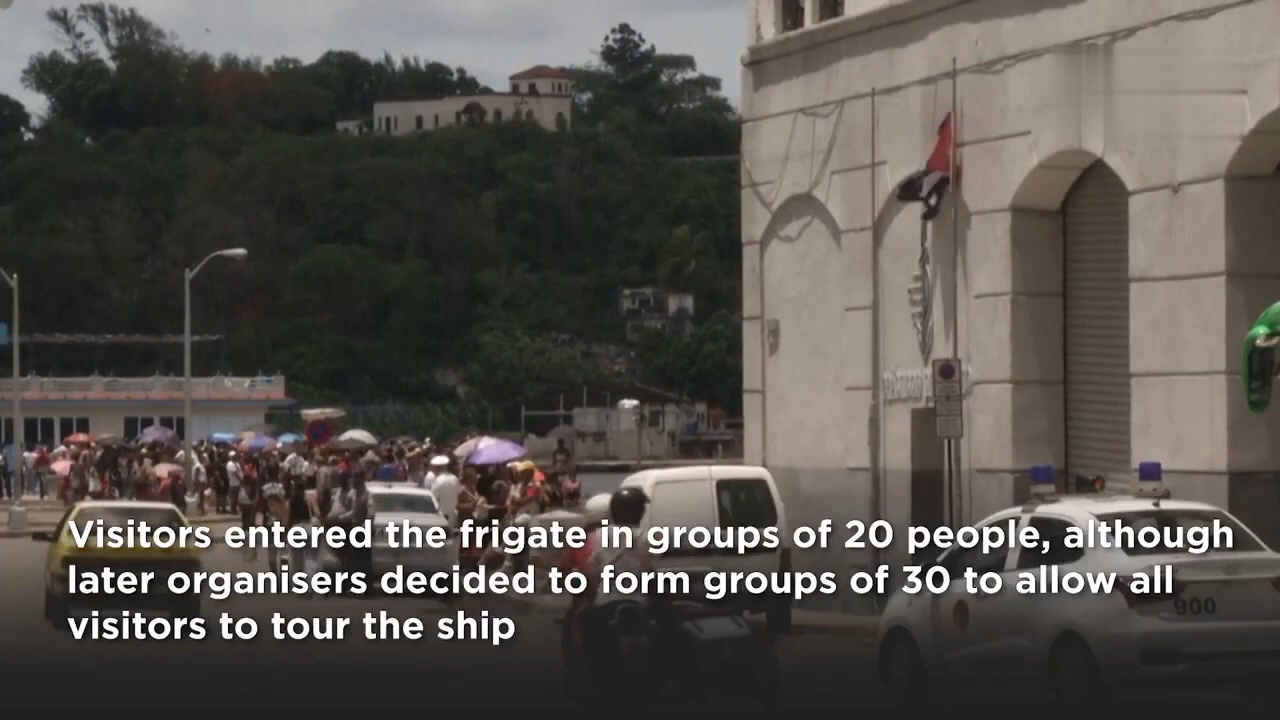 Visitors entered the frigate in groups of 20 people, although
later organisers decided to form groups of 30 to allow all
visitors to tour the ship
900